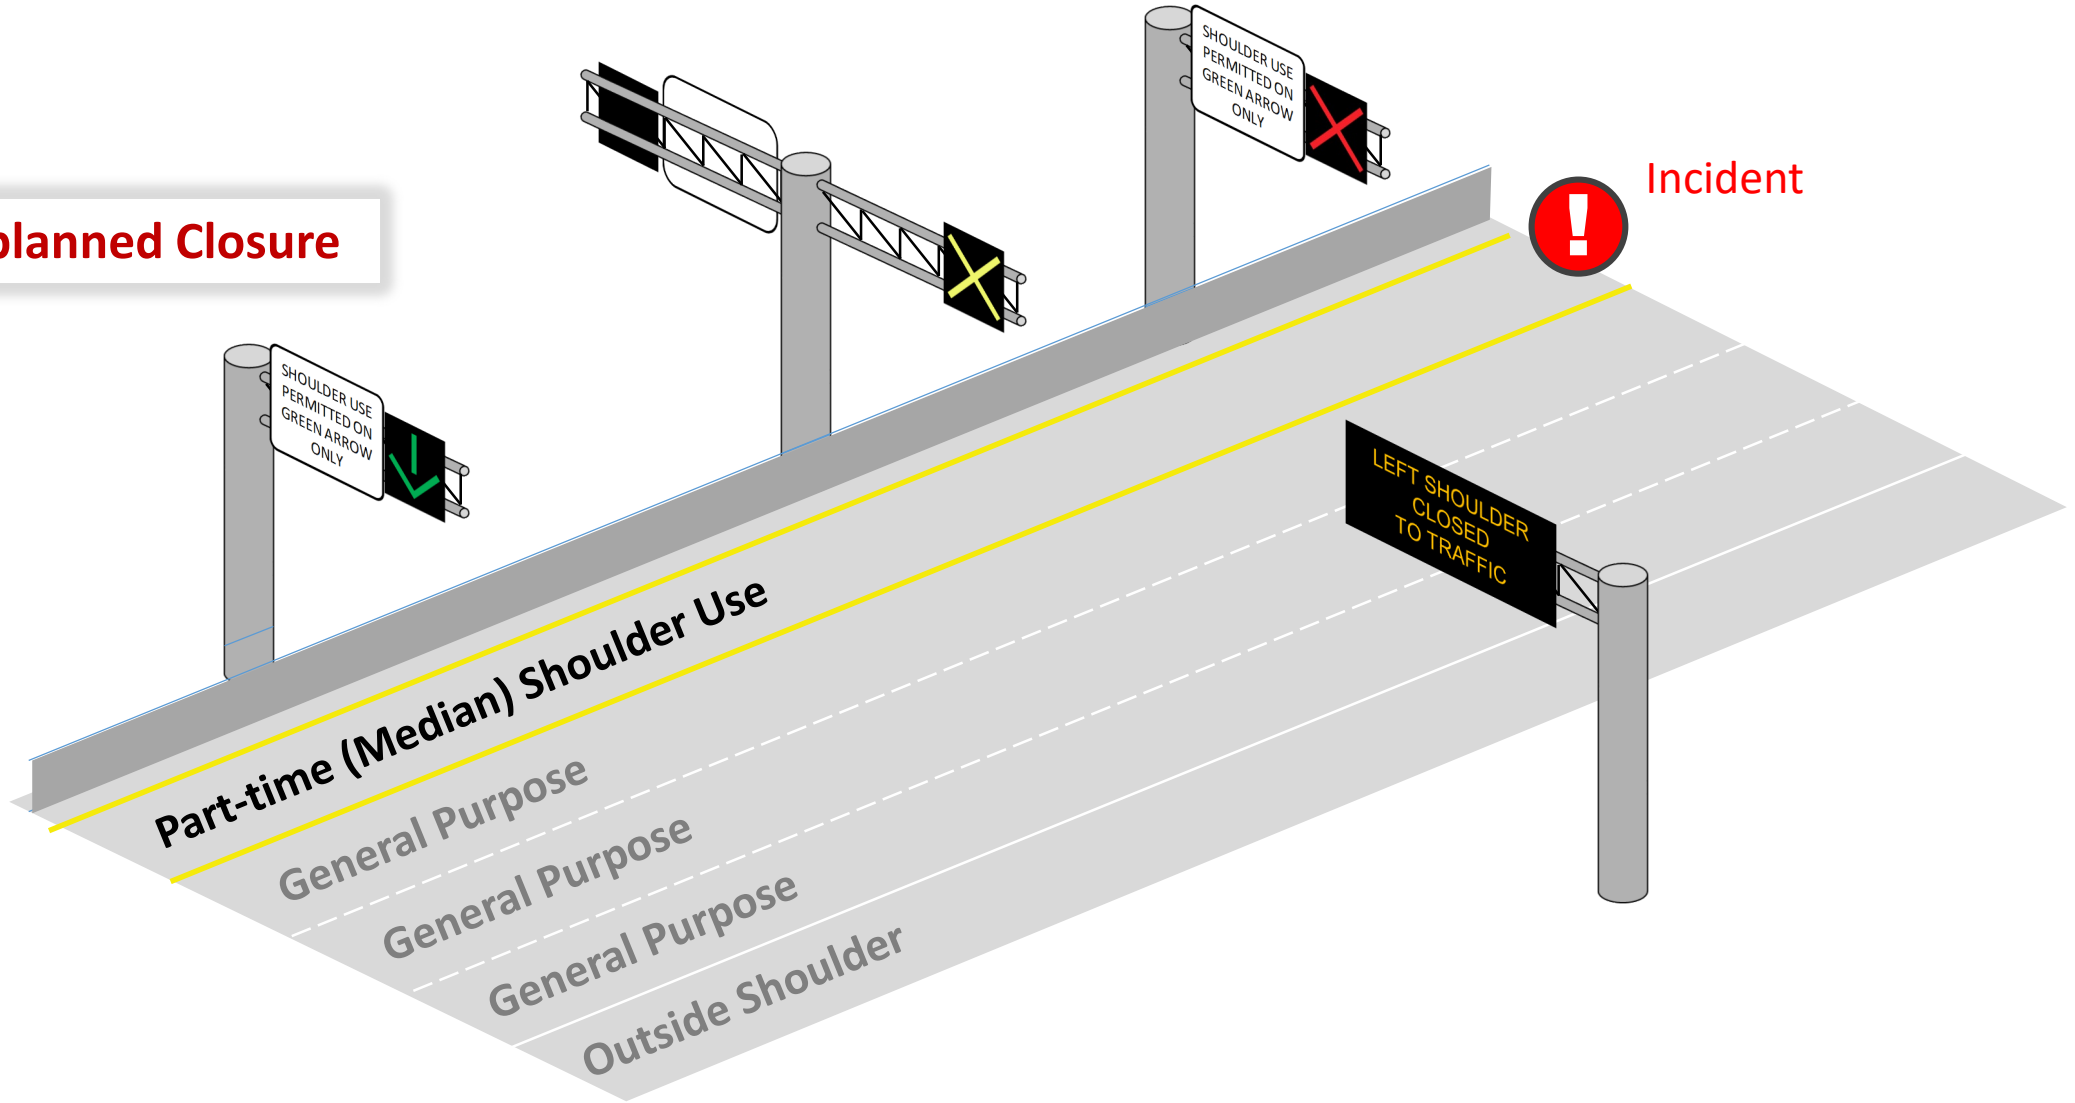 planned Closure
SHOULDER USE
PERMITTED ON
GREEN ARROW
ONLY
Incident
SHOULDER USE
PERMITTED ON
GREEN ARROW
ONLY
LEFT SHOULDER
CLOSED
TO TRAFFIC
Part-time (Median) Shoulder Use
General Purpose
General Purpose
General Purpose
Outside Shoulder